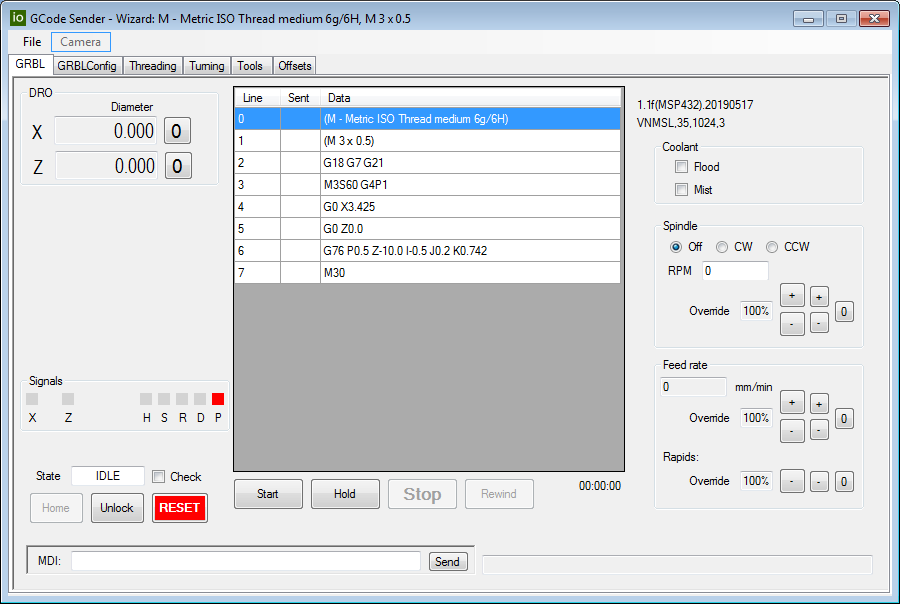 io GCode Sender - Wizard: M - Metric ISO Thread medium 6g/6H, M 3 x 0.5
File Camera
GRBL GRBLConfig Threading Turning Tools Offsets
DRO
Diameter
X 0.000 0
Z 0.000 0
Line Sent Data
0 (M - Metric ISO Thread medium 6g/6H)
1 (M 3 x 0.5)
2 G18 G7 G21
3 M3S60 G4P1
4 G0 X3.425
5 G0 Z0.0
6 G76 P0.5 Z-10.0 I-0.5 J0.2 K0.742
7 M30
1.1f(MSP432).20190517
VNMSL,35,1024,3
Coolant
Flood
Mist
Spindle
Off CW CCW
RPM 0
+ +
Override 100% 0
- -
Feed rate
0 mm/min
+ +
Override 100% 0
- -
Rapids:
Override 100% - - 0
Signals
X Z H S R D P
State IDLE Check
Home Unlock RESET
Start Hold Stop Rewind 00:00:00
MDI: Send